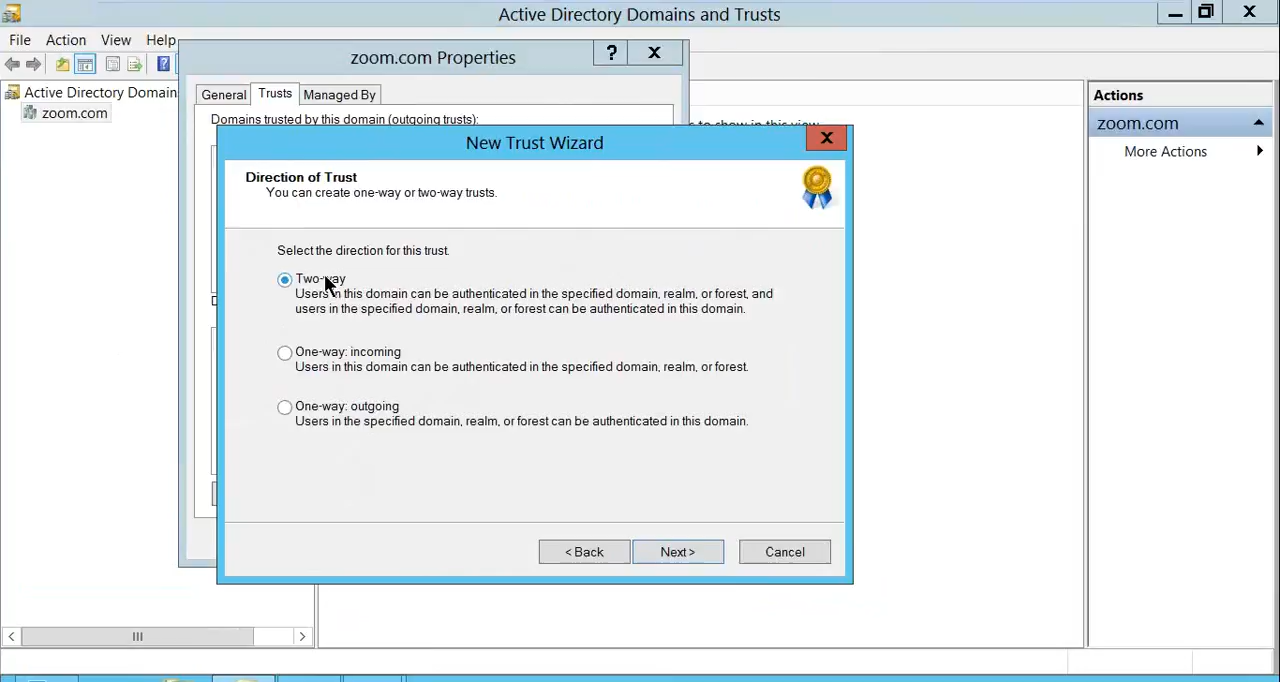 Active Directory Domains and Trusts
File Action View Help
zoom.com Properties
?
Active Directory Domain
zoom.com
General Trusts Managed By
Domains trusted by this domain (outgoing trusts):
to show in this view.
New Trust Wizard
Direction of Trust
You can create one-way or two-way trusts.
Select the direction for this trust.
Two-way
Users in this domain can be authenticated in the specified domain, realm, or forest, and
users in the specified domain, realm, or forest can be authenticated in this domain.
One-way: incoming
Users in this domain can be authenticated in the specified domain, realm, or forest.
One-way: outgoing
Users in the specified domain, realm, or forest can be authenticated in this domain.
< Back Next > Cancel
Actions
zoom.com
More Actions